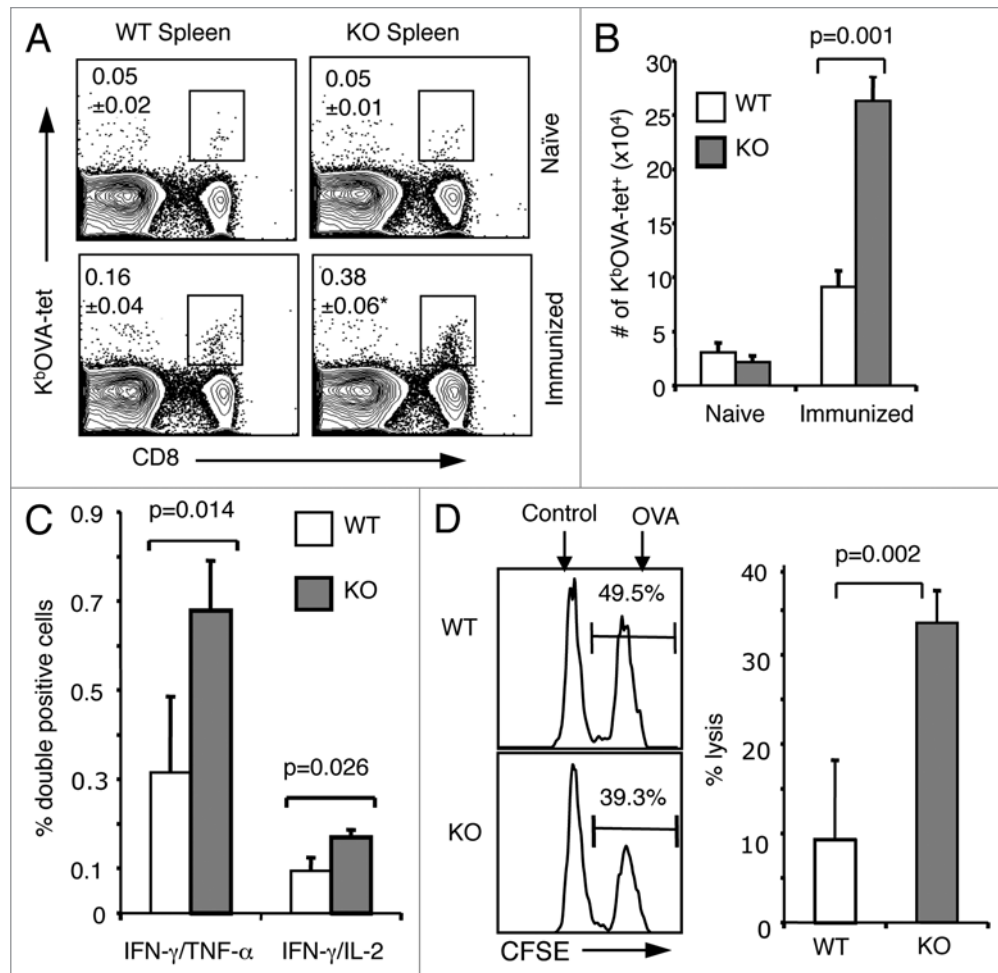 A
WT Spleen
KO Spleen
0.05
±0.02
0.05
±0.01
Naïve
0.16
±0.04
0.38
±0.06*
Immunized
KᵇOVA-tet
CD8
B
p=0.001
30
25
20
15
10
5
0
# of KᵇOVA-tet⁺ (x10⁴)
WT
KO
Naive
Immunized
C
0.9
0.7
0.5
0.3
0.1
0
% double positive cells
p=0.014
WT
KO
p=0.026
IFN-γ/TNF-α
IFN-γ/IL-2
D
Control
OVA
WT
49.5%
KO
39.3%
CFSE
40
30
20
10
0
% lysis
p=0.002
WT
KO